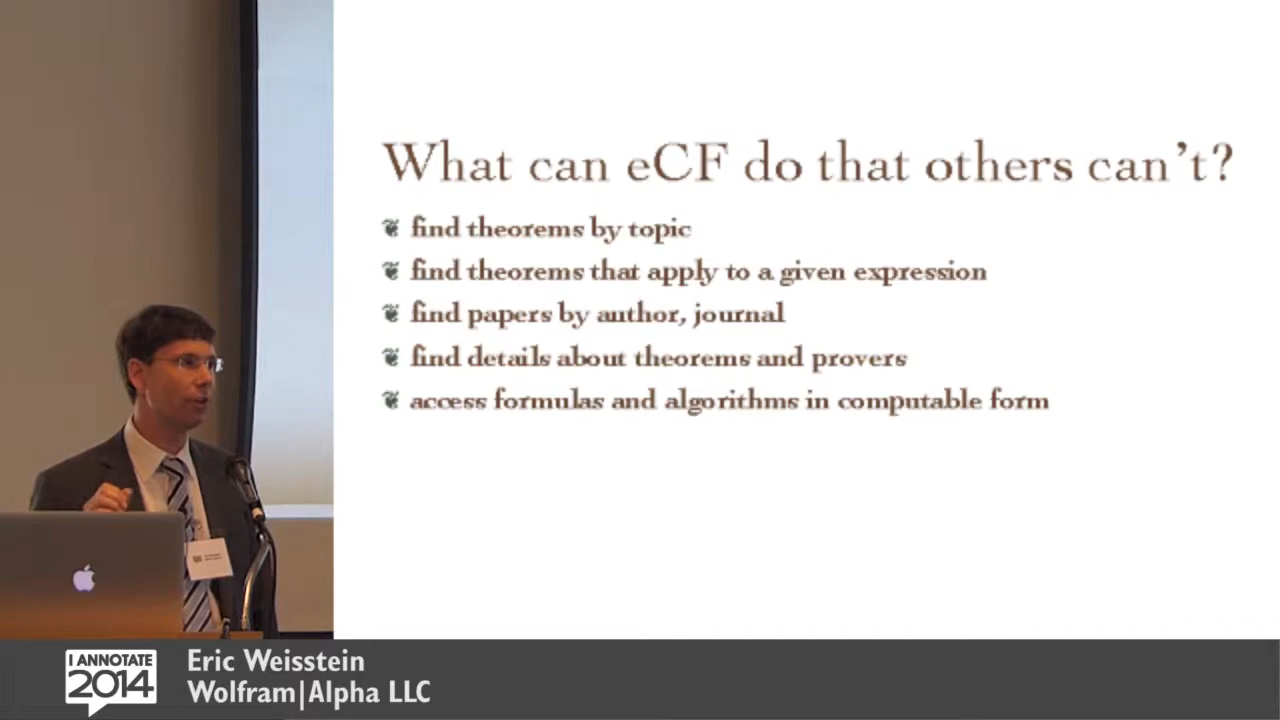 What can eCF do that others can't?
find theorems by topic
find theorems that apply to a given expression
find papers by author, journal
find details about theorems and provers
access formulas and algorithms in computable form
I ANNOTATE
2014
Eric Weisstein
Wolfram|Alpha LLC